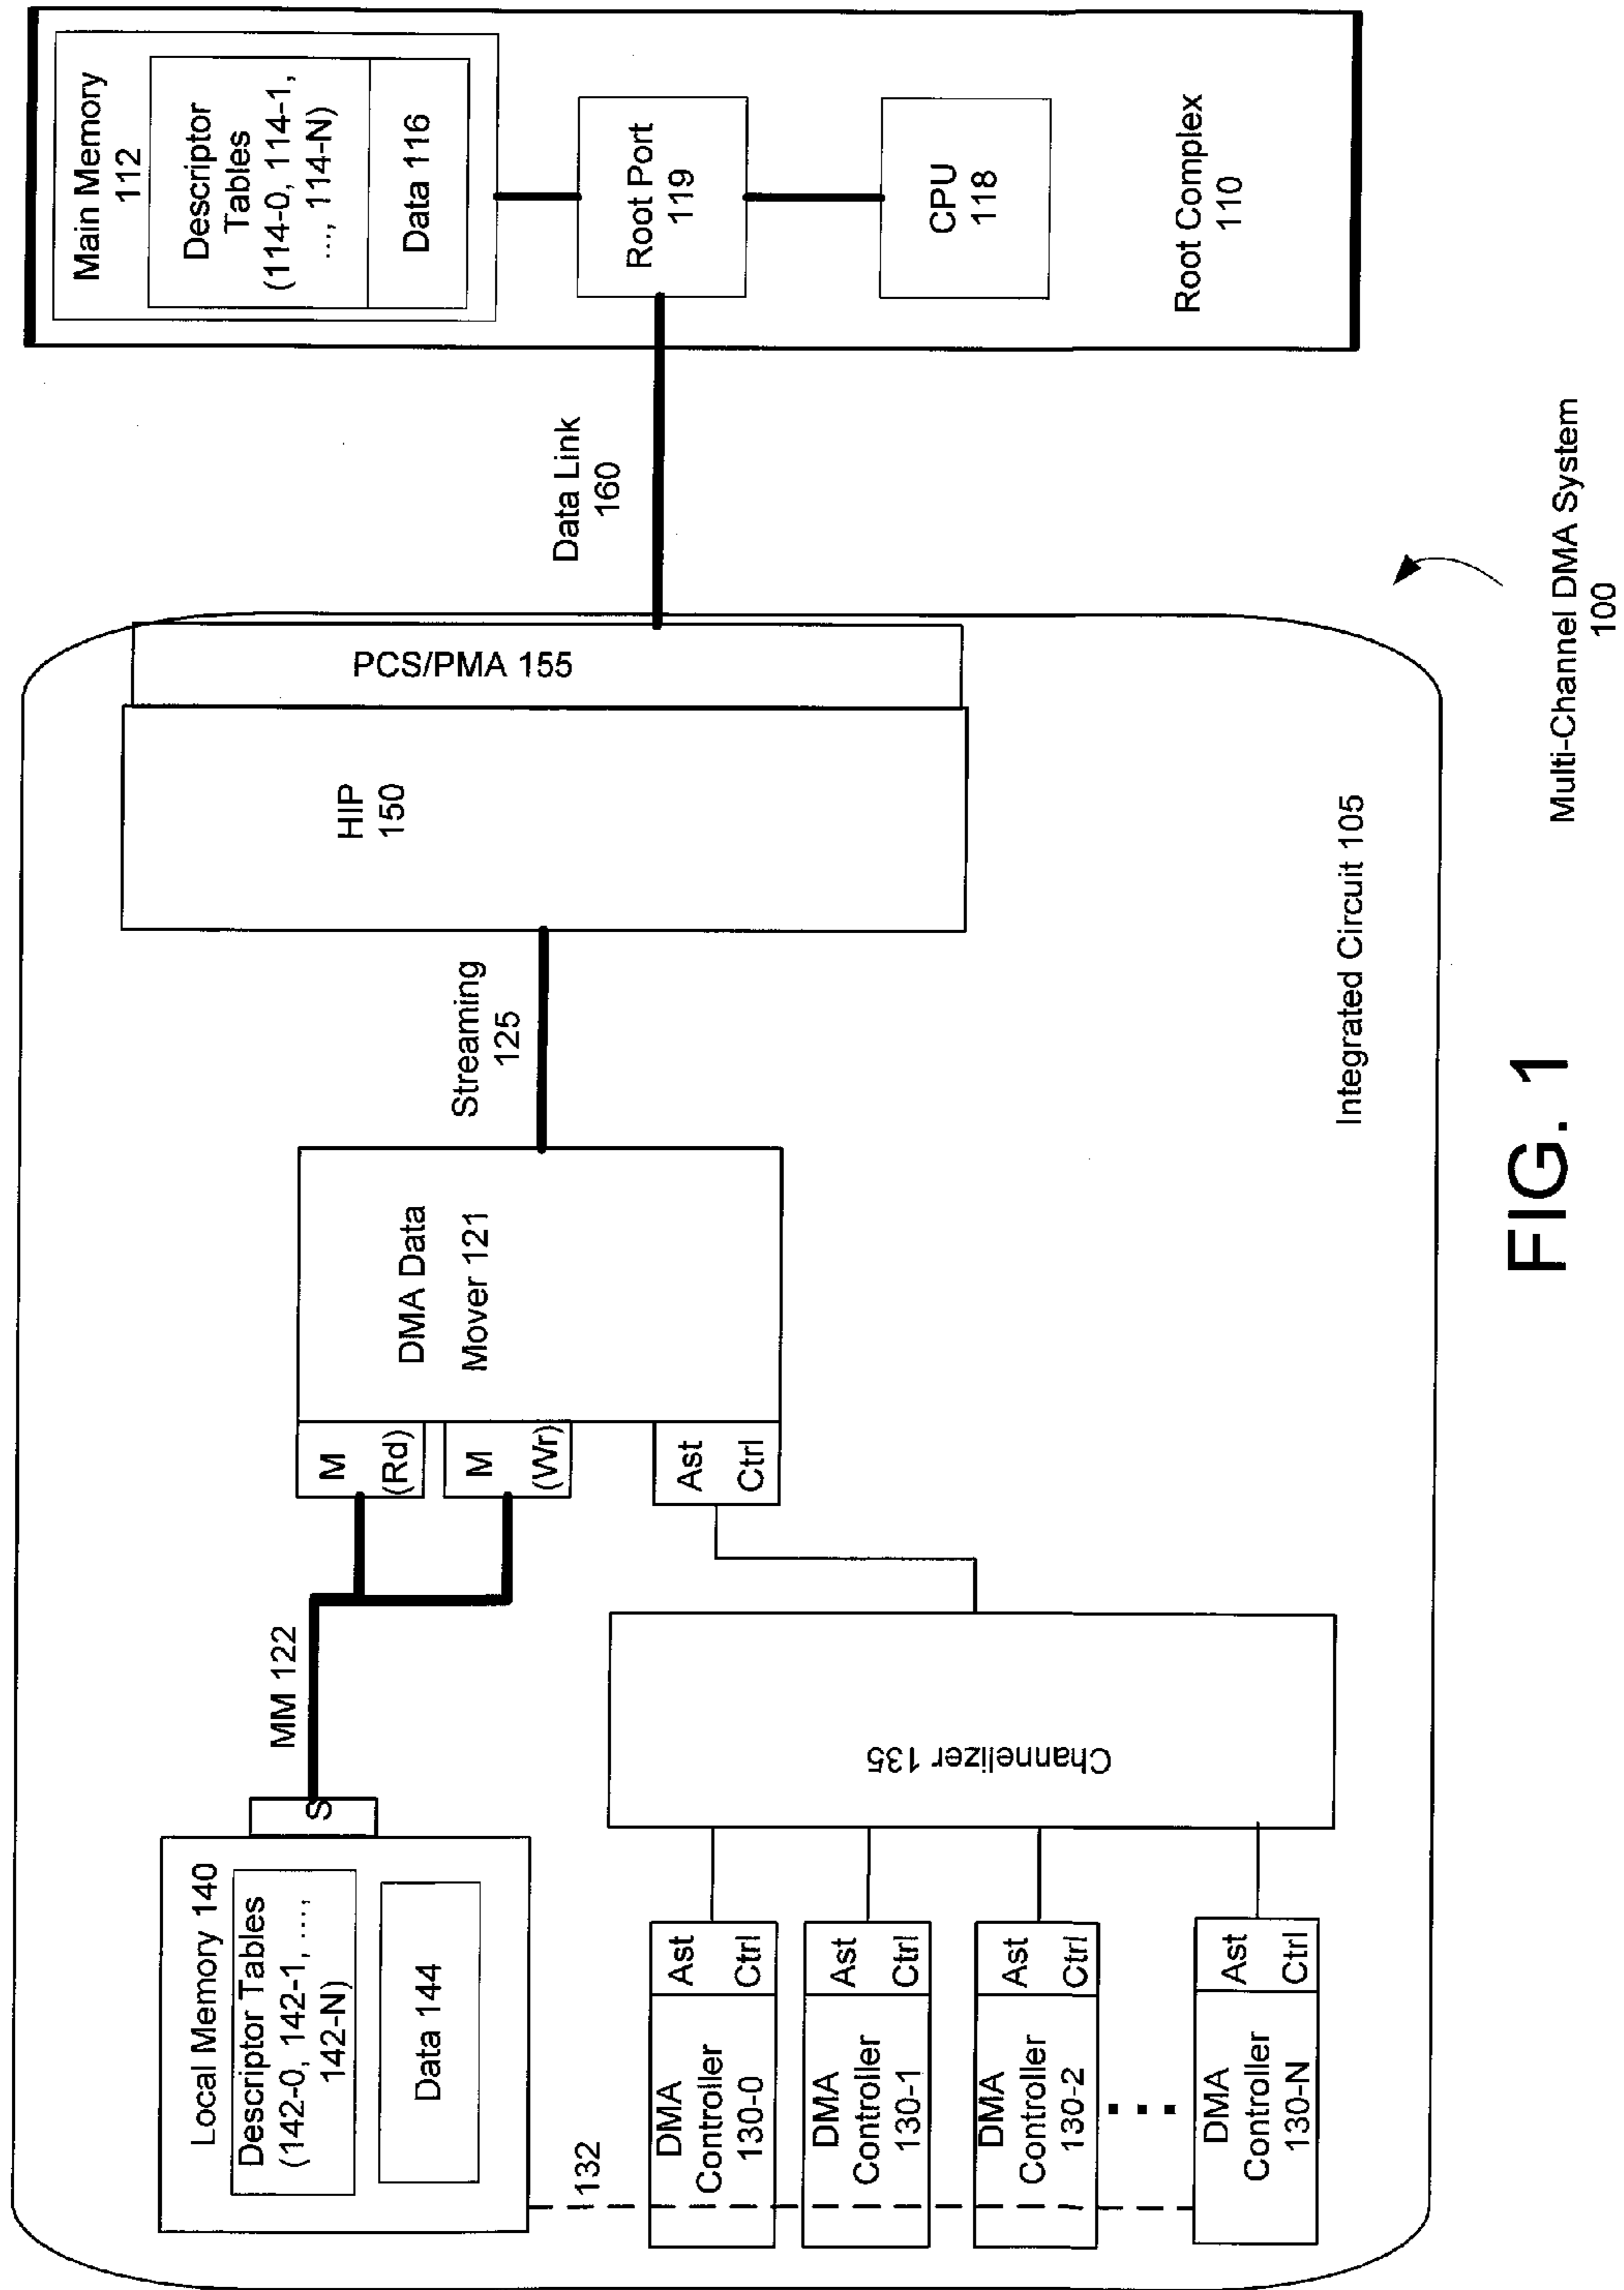 Local Memory 140
Descriptor Tables
(142-0, 142-1, ...,
142-N)
Data 144
S
MM 122
132
DMA
Controller
130-0
Ast
Ctrl
DMA
Controller
130-1
Ast
Ctrl
DMA
Controller
130-2
Ast
Ctrl
DMA
Controller
130-N
Ast
Ctrl
Channelizer 135
M
(Rd)
M
(Wr)
Ast
Ctrl
DMA Data
Mover 121
Streaming
125
HIP
150
PCS/PMA 155
Integrated Circuit 105
Data Link
160
Main Memory
112
Descriptor
Tables
(114-0, 114-1,
..., 114-N)
Data 116
Root Port
119
CPU
118
Root Complex
110
Multi-Channel DMA System
100
FIG. 1